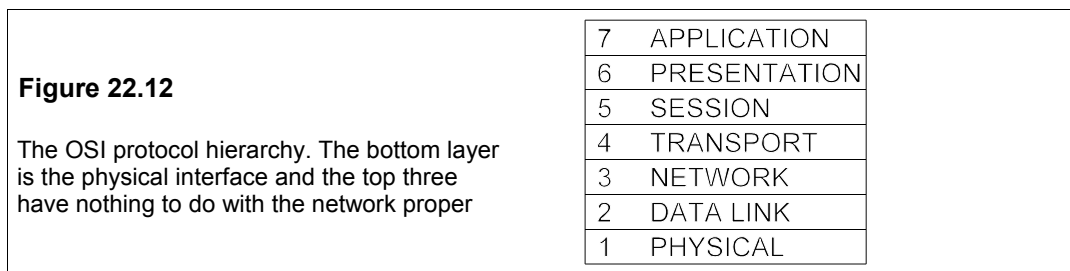 Figure 22.12
The OSI protocol hierarchy. The bottom layer
is the physical interface and the top three
have nothing to do with the network proper
7 APPLICATION
6 PRESENTATION
5 SESSION
4 TRANSPORT
3 NETWORK
2 DATA LINK
1 PHYSICAL